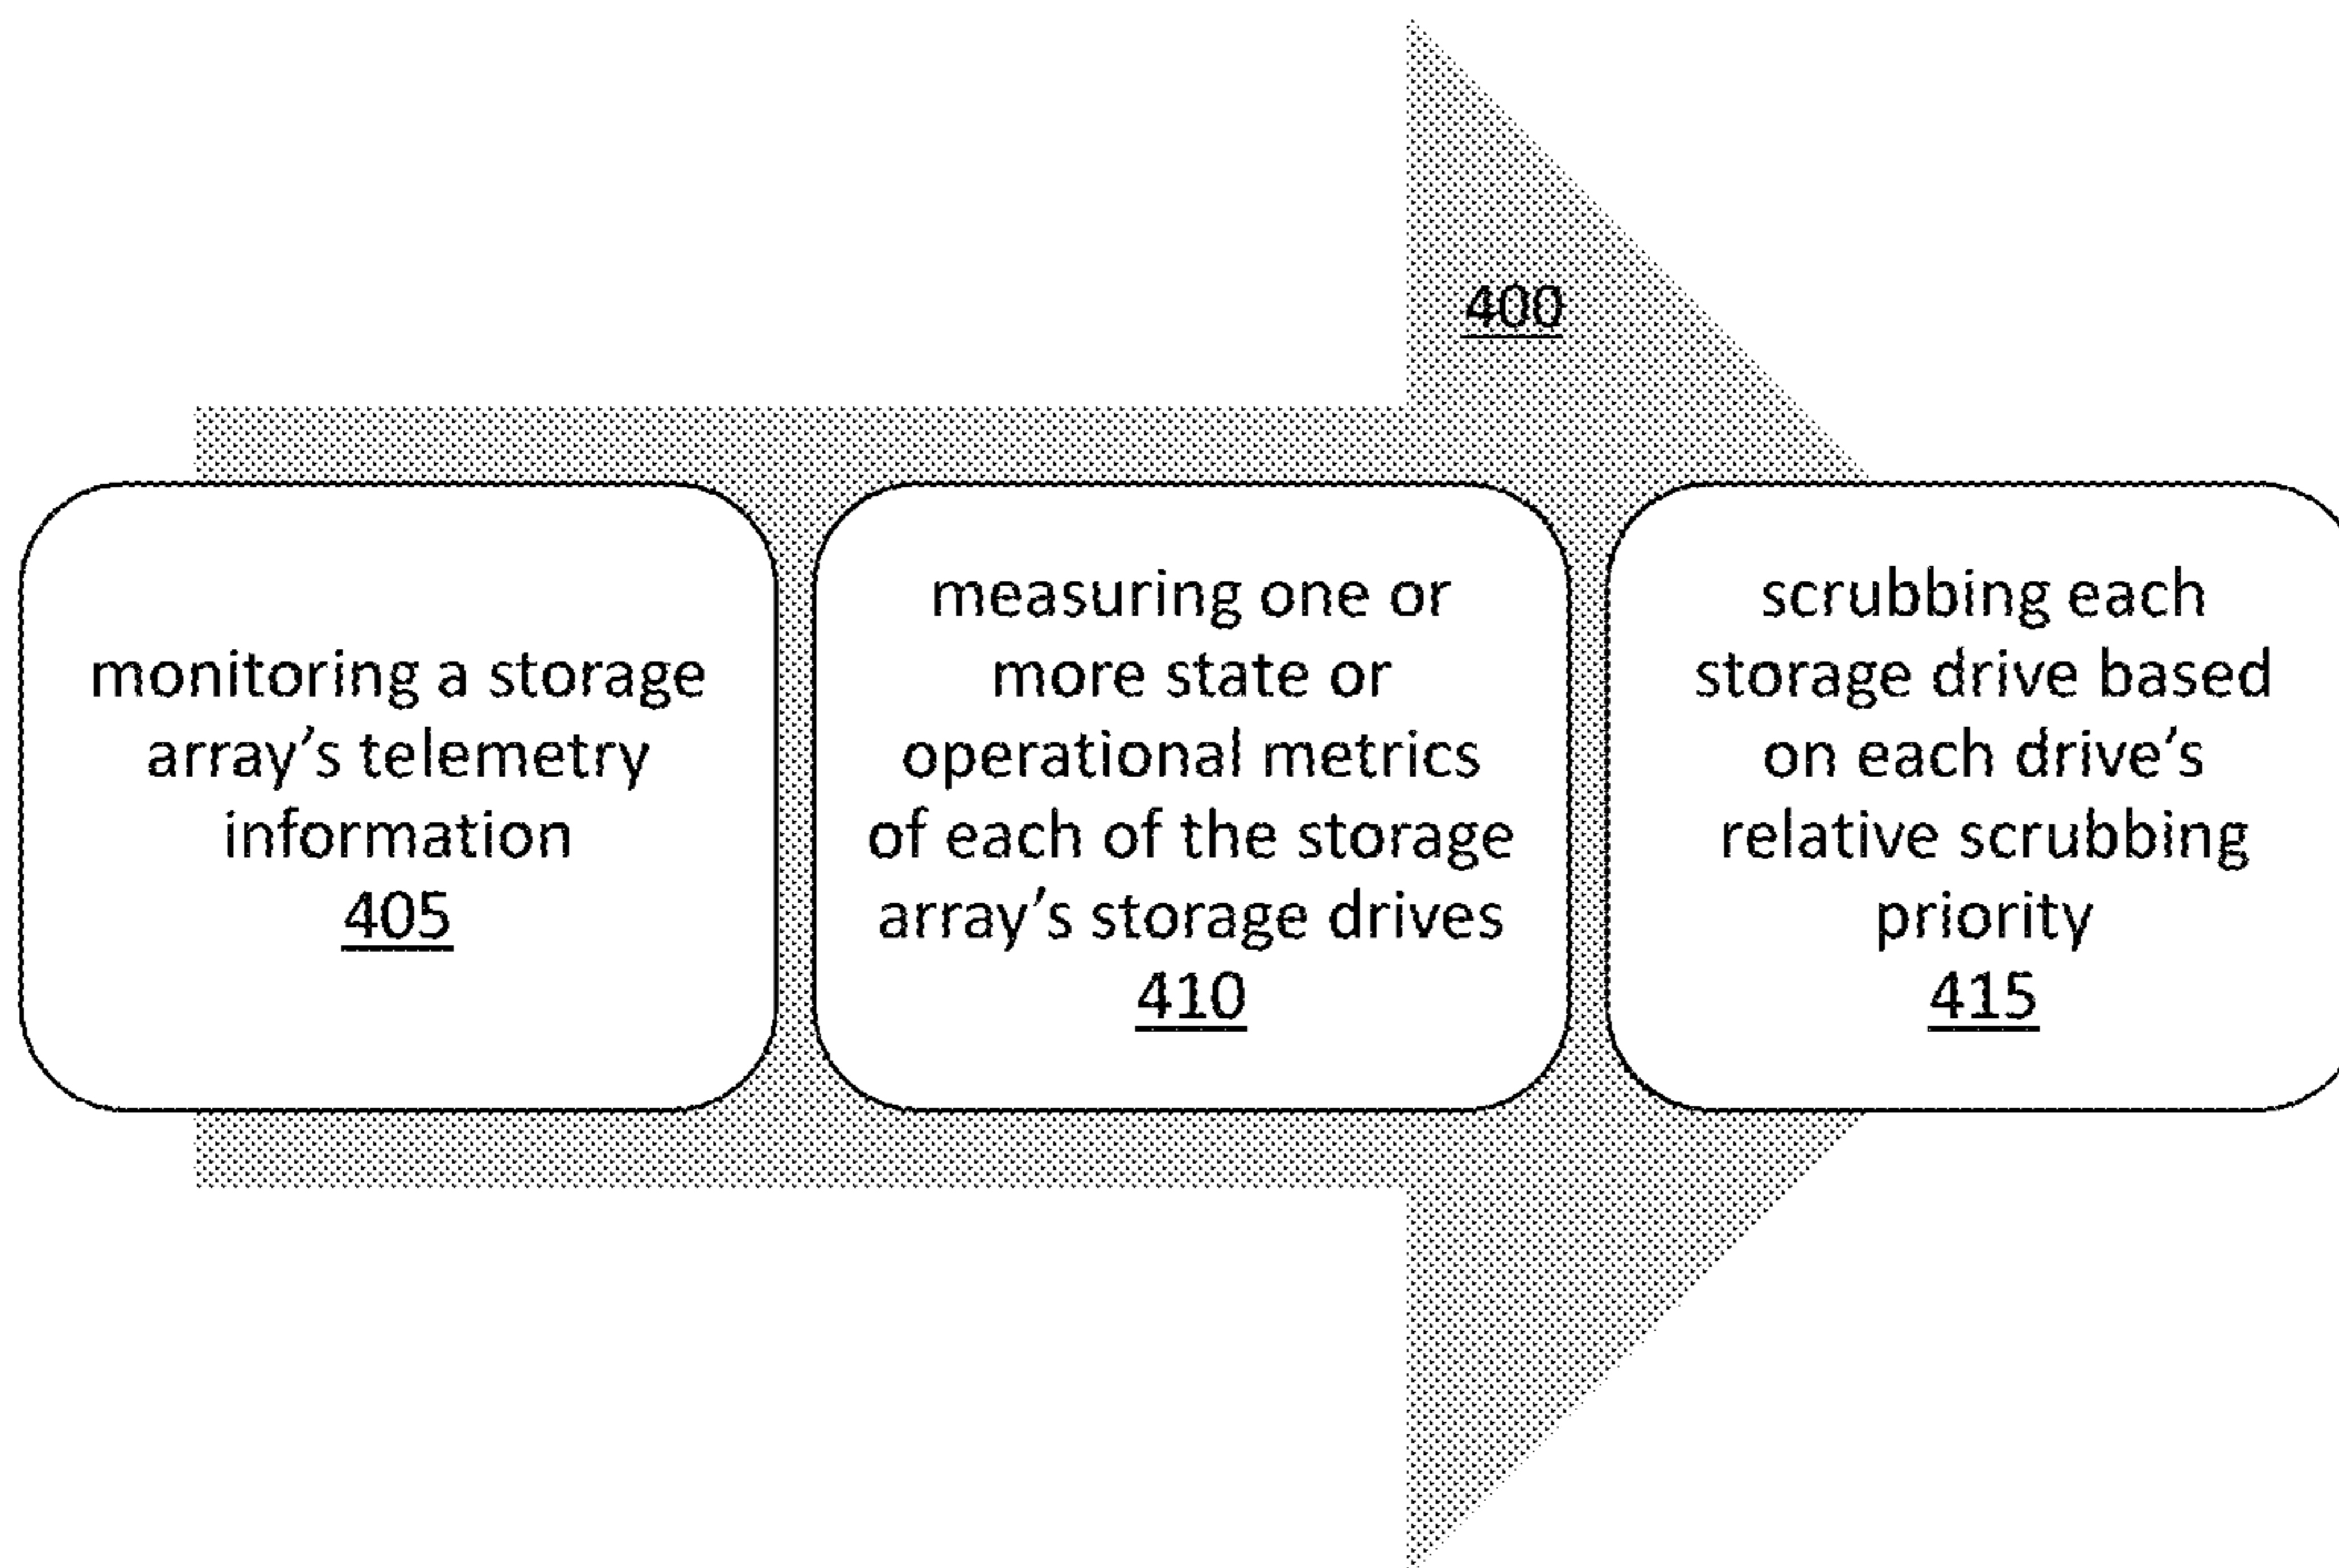 400
monitoring a storage
array's telemetry
information
405
measuring one or
more state or
operational metrics
of each of the storage
array's storage drives
410
scrubbing each
storage drive based
on each drive's
relative scrubbing
priority
415